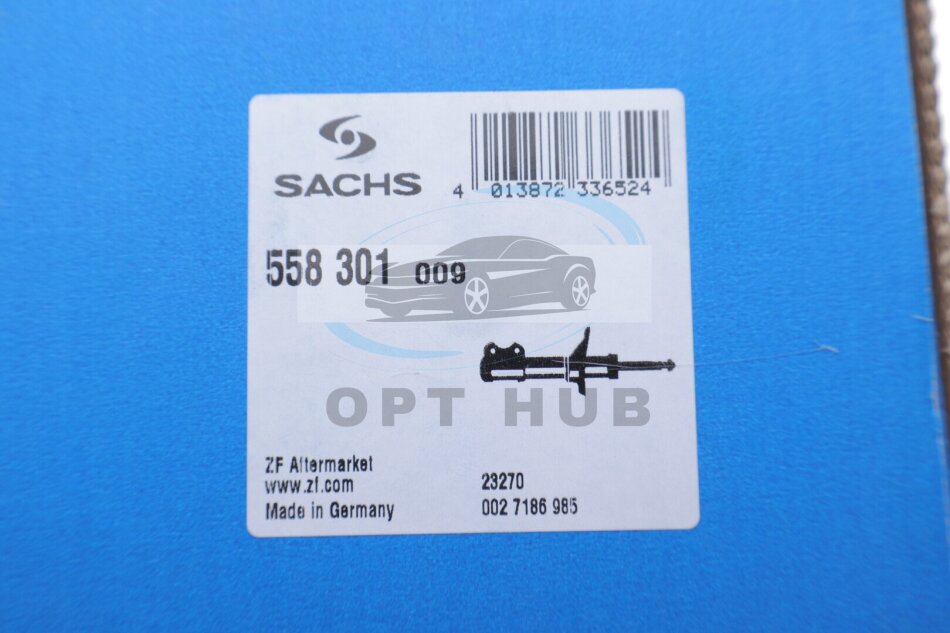 SACHS
4 013872 336524
558 301 009
OPT HUB
ZF Aftermarket
www.zf.com
Made in Germany
23270
002 7186 985